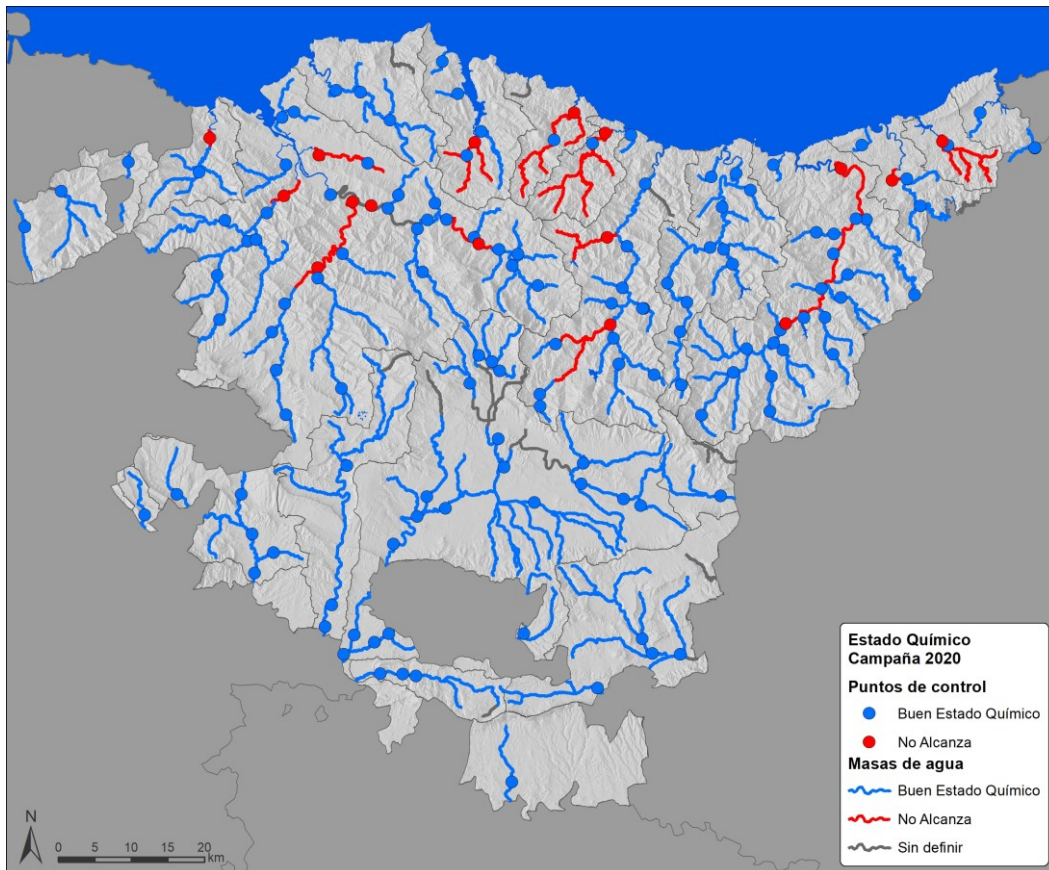 Estado Químico
Campaña 2020
Puntos de control
Buen Estado Químico
No Alcanza
Masas de agua
Buen Estado Químico
No Alcanza
Sin definir
N
0 5 10 15 20
km